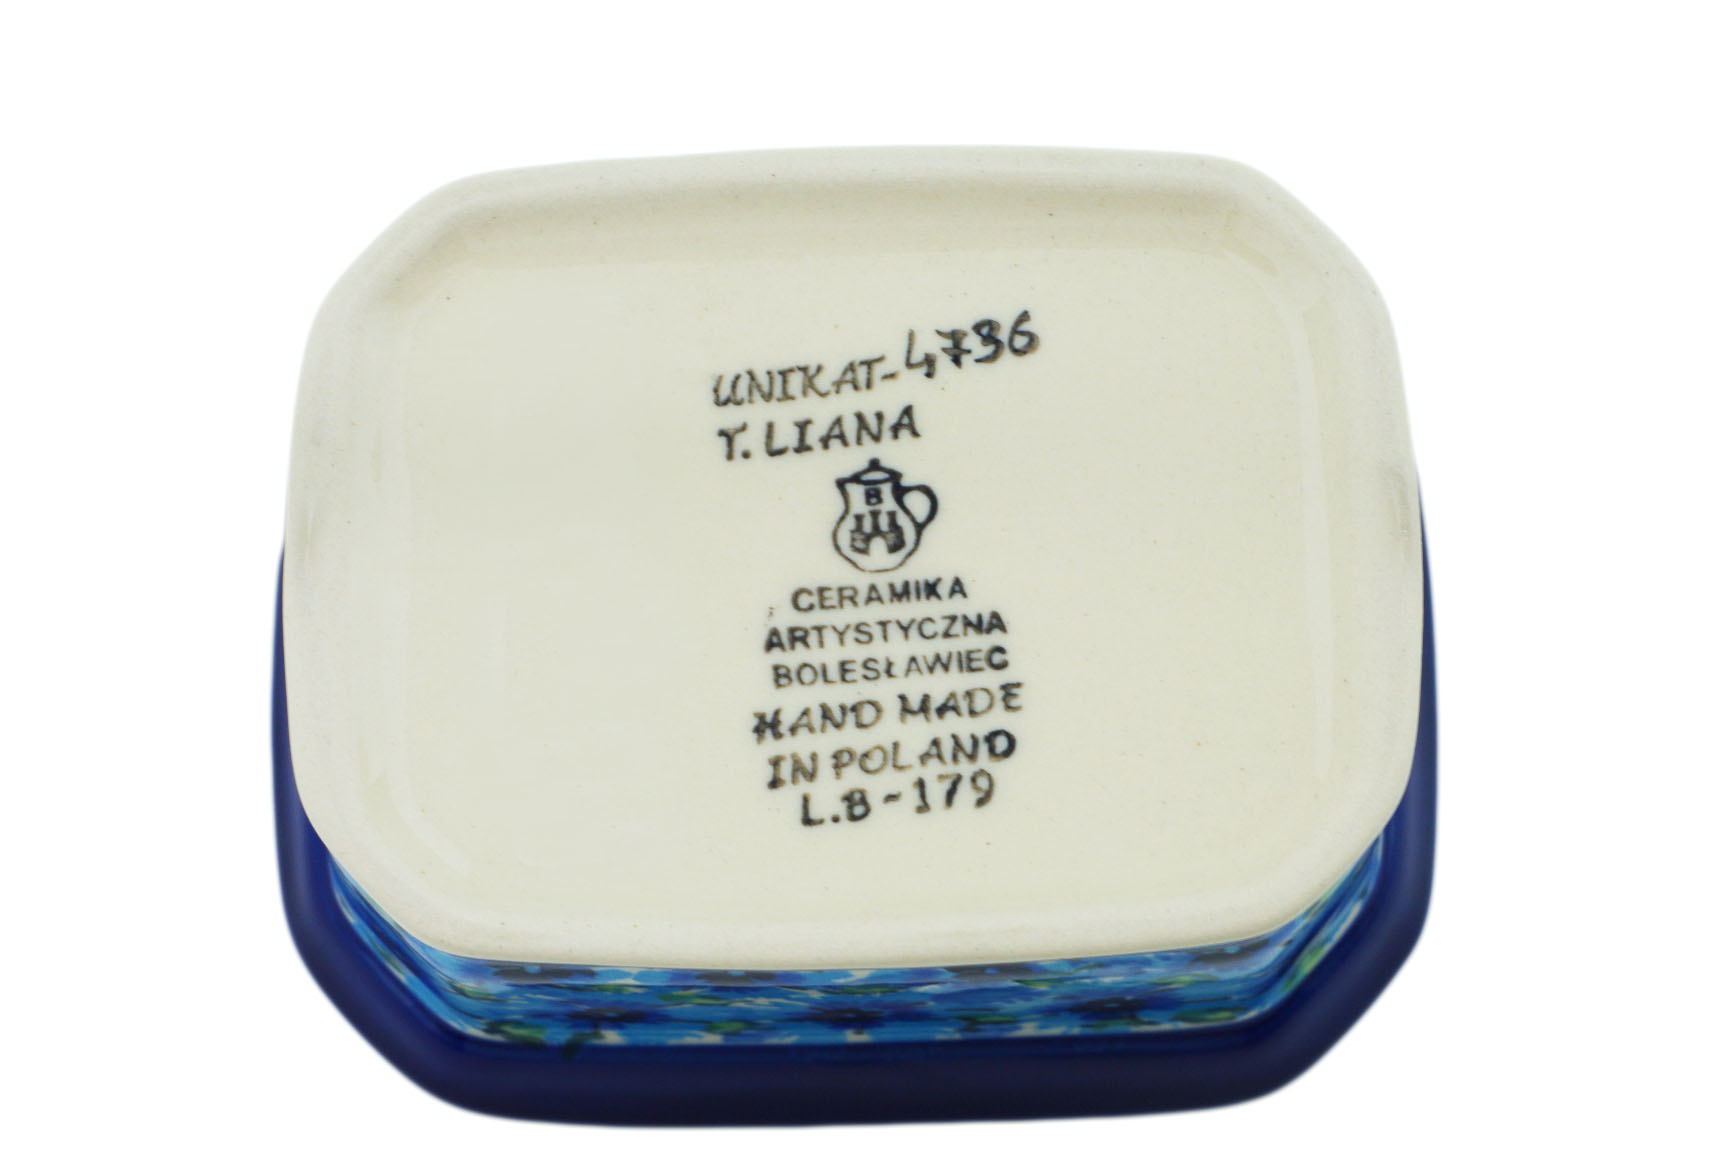 UNIKAT-4736
T. LIANA
B
CERAMIKA
ARTYSTYCZNA
BOLESŁAWIEC
HAND MADE
IN POLAND
L.B-179